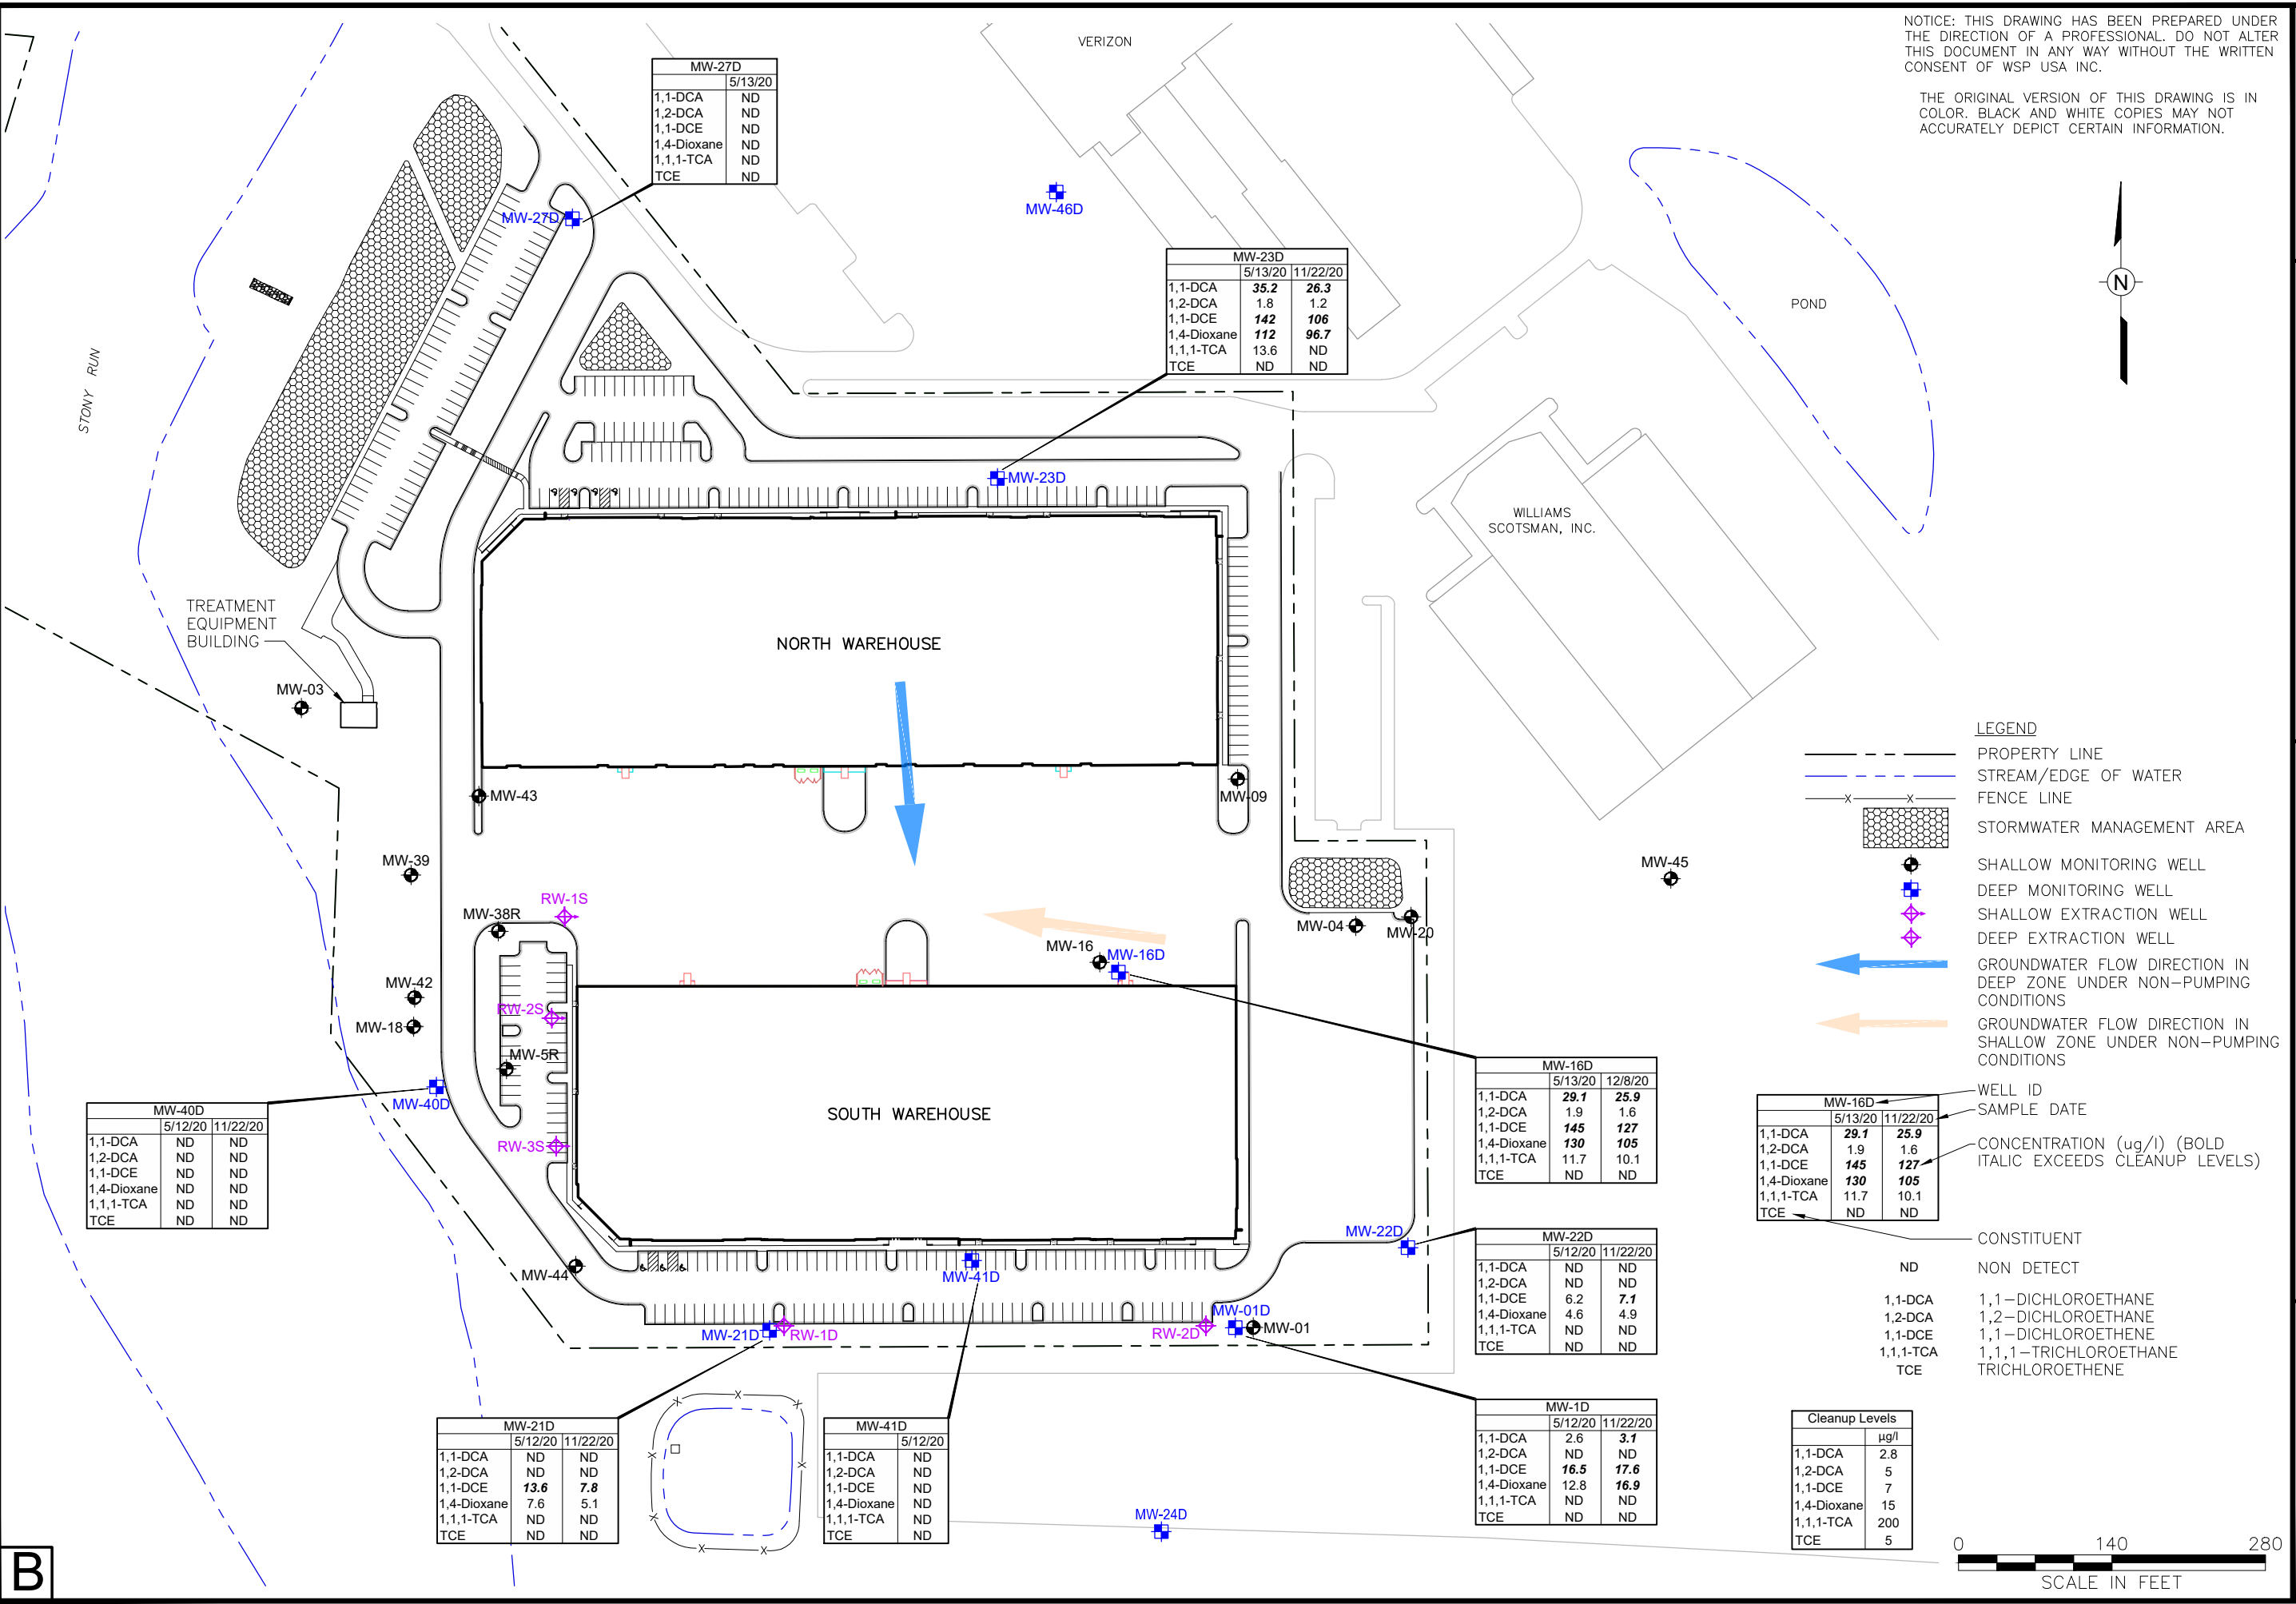 NOTICE: THIS DRAWING HAS BEEN PREPARED UNDER
THE DIRECTION OF A PROFESSIONAL. DO NOT ALTER
THIS DOCUMENT IN ANY WAY WITHOUT THE WRITTEN
CONSENT OF WSP USA INC.
THE ORIGINAL VERSION OF THIS DRAWING IS IN
COLOR. BLACK AND WHITE COPIES MAY NOT
ACCURATELY DEPICT CERTAIN INFORMATION.
VERIZON
MW-27D
5/13/20
1,1-DCA ND
1,2-DCA ND
1,1-DCE ND
1,4-Dioxane ND
1,1,1-TCA ND
TCE ND
MW-27D
MW-46D
MW-23D
5/13/20 11/22/20
1,1-DCA 35.2 26.3
1,2-DCA 1.8 1.2
1,1-DCE 142 106
1,4-Dioxane 112 96.7
1,1,1-TCA 13.6 ND
TCE ND ND
N
POND
STONY RUN
MW-23D
WILLIAMS
SCOTSMAN, INC.
TREATMENT
EQUIPMENT
BUILDING
NORTH WAREHOUSE
MW-03
MW-43
MW-09
MW-39
MW-45
RW-1S
MW-38R
MW-04
MW-20
MW-16
MW-16D
MW-42
RW-2S
MW-18
MW-5R
MW-40D
RW-3S
SOUTH WAREHOUSE
MW-40D
5/12/20 11/22/20
1,1-DCA ND ND
1,2-DCA ND ND
1,1-DCE ND ND
1,4-Dioxane ND ND
1,1,1-TCA ND ND
TCE ND ND
MW-16D
5/13/20 12/8/20
1,1-DCA 29.1 25.9
1,2-DCA 1.9 1.6
1,1-DCE 145 127
1,4-Dioxane 130 105
1,1,1-TCA 11.7 10.1
TCE ND ND
MW-22D
MW-22D
5/12/20 11/22/20
1,1-DCA ND ND
1,2-DCA ND ND
1,1-DCE 6.2 7.1
1,4-Dioxane 4.6 4.9
1,1,1-TCA ND ND
TCE ND ND
MW-44
MW-41D
MW-01D
MW-21D
RW-1D
RW-2D
MW-01
MW-21D
5/12/20 11/22/20
1,1-DCA ND ND
1,2-DCA ND ND
1,1-DCE 13.6 7.8
1,4-Dioxane 7.6 5.1
1,1,1-TCA ND ND
TCE ND ND
MW-41D
5/12/20
1,1-DCA ND
1,2-DCA ND
1,1-DCE ND
1,4-Dioxane ND
1,1,1-TCA ND
TCE ND
MW-1D
5/12/20 11/22/20
1,1-DCA 2.6 3.1
1,2-DCA ND ND
1,1-DCE 16.5 17.6
1,4-Dioxane 12.8 16.9
1,1,1-TCA ND ND
TCE ND ND
MW-24D
LEGEND
PROPERTY LINE
STREAM/EDGE OF WATER
X X FENCE LINE
STORMWATER MANAGEMENT AREA
SHALLOW MONITORING WELL
DEEP MONITORING WELL
SHALLOW EXTRACTION WELL
DEEP EXTRACTION WELL
GROUNDWATER FLOW DIRECTION IN
DEEP ZONE UNDER NON-PUMPING
CONDITIONS
GROUNDWATER FLOW DIRECTION IN
SHALLOW ZONE UNDER NON-PUMPING
CONDITIONS
WELL ID
SAMPLE DATE
CONCENTRATION (ug/l) (BOLD
ITALIC EXCEEDS CLEANUP LEVELS)
MW-16D
5/13/20 11/22/20
1,1-DCA 29.1 25.9
1,2-DCA 1.9 1.6
1,1-DCE 145 127
1,4-Dioxane 130 105
1,1,1-TCA 11.7 10.1
TCE ND ND
CONSTITUENT
ND NON DETECT
1,1-DCA 1,1-DICHLOROETHANE
1,2-DCA 1,2-DICHLOROETHANE
1,1-DCE 1,1-DICHLOROETHENE
1,1,1-TCA 1,1,1-TRICHLOROETHANE
TCE TRICHLOROETHENE
Cleanup Levels
µg/l
1,1-DCA 2.8
1,2-DCA 5
1,1-DCE 7
1,4-Dioxane 15
1,1,1-TCA 200
TCE 5
0 140 280
SCALE IN FEET
B